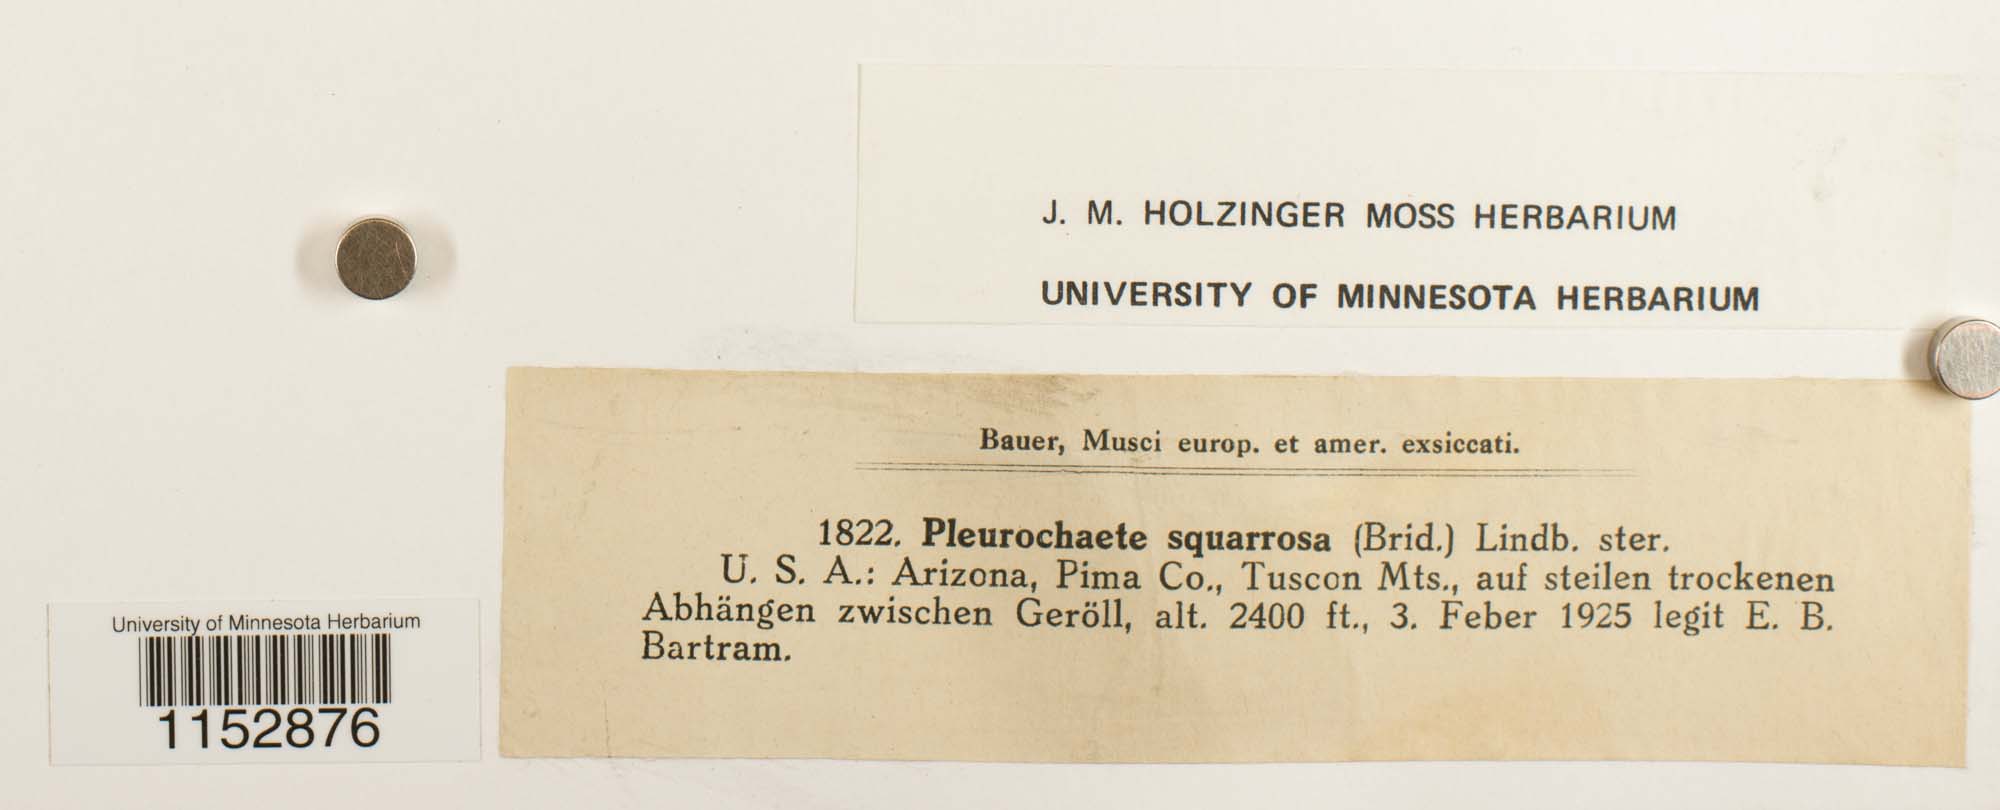 J. M. HOLZINGER MOSS HERBARIUM
UNIVERSITY OF MINNESOTA HERBARIUM
Bauer, Musci europ. et amer. exsiccati.
1822. Pleurochaete squarrosa (Brid.) Lindb. ster.
U. S. A.: Arizona, Pima Co., Tuscon Mts., auf steilen trockenen
Abhängen zwischen Geröll, alt. 2400 ft., 3. Feber 1925 legit E. B.
Bartram.
University of Minnesota Herbarium
1152876